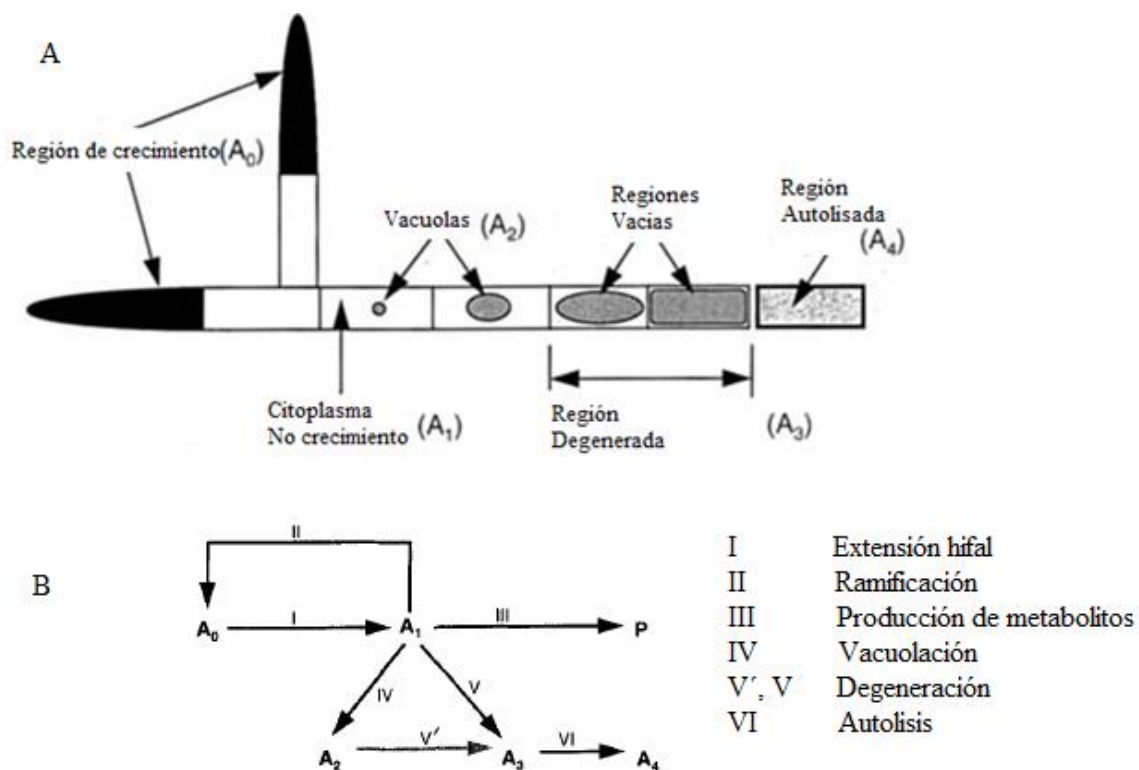 A
Región de crecimiento (A₀)
Vacuolas (A₂)
Regiones
Vacias
Región
Autolisada
(A₄)
Citoplasma
No crecimiento (A₁)
Región
Degenerada
(A₃)
B
II
A₀ I A₁ III P
IV V
A₂ V´ A₃ VI A₄
I Extensión hifal
II Ramificación
III Producción de metabolitos
IV Vacuolación
V´, V Degeneración
VI Autolisis